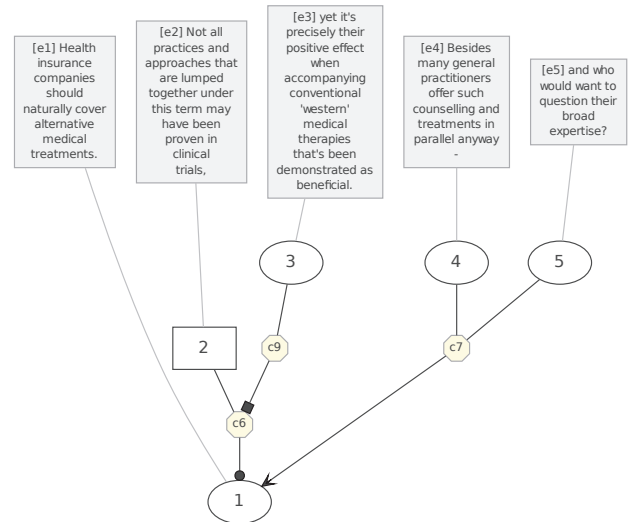 [e1] Health
insurance
companies
should
naturally cover
alternative
medical
treatments.
[e2] Not all
practices and
approaches that
are lumped
together under
this term may
have been
proven in
clinical
trials,
[e3] yet it's
precisely their
positive effect
when
accompanying
conventional
'western'
medical
therapies
that's been
demonstrated as
beneficial.
[e4] Besides
many general
practitioners
offer such
counselling and
treatments in
parallel anyway
-
[e5] and who
would want to
question their
broad
expertise?
3
4
5
2
c9
c7
c6
1